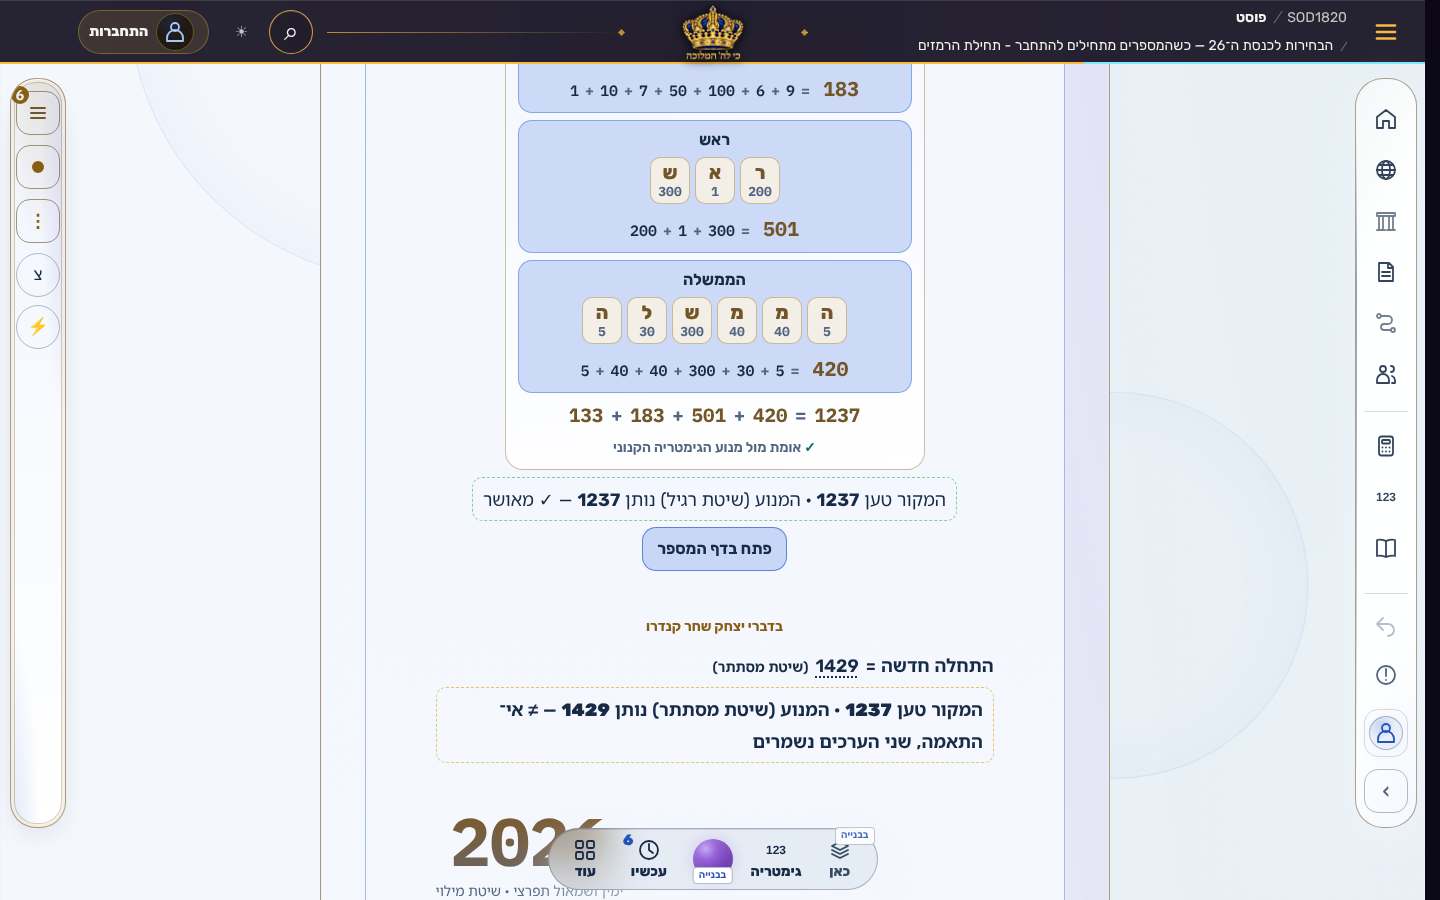 SOD1820 / פוסט
/ הבחירות לכנסת ה־26 — כשהמספרים מתחילים להתחבר - תחילת הרמזים
כי לה' המלוכה
התחברות
6
צ
123
1 + 10 + 7 + 50 + 100 + 6 + 9 = 183
ראש
ר א ש
200 1 300
200 + 1 + 300 = 501
הממשלה
ה מ מ ש ל ה
5 40 40 300 30 5
5 + 40 + 40 + 300 + 30 + 5 = 420
133 + 183 + 501 + 420 = 1237
✓ אומת מול מנוע הגימטריה הקנוני
המקור טען 1237 • המנוע (שיטת רגיל) נותן 1237 — ✓ מאושר
פתח בדף המספר
בדברי יצחק שחר קנדרו
התחלה חדשה = 1429 (שיטת מסתתר)
המקור טען 1237 • המנוע (שיטת מסתתר) נותן 1429 — ≠ אי־
התאמה, שני הערכים נשמרים
2026
ימין ושמאול תפרצי • שיטת מילוי
בבנייה
כאן
123
גימטריה
בבנייה
6
עכשיו
עוד